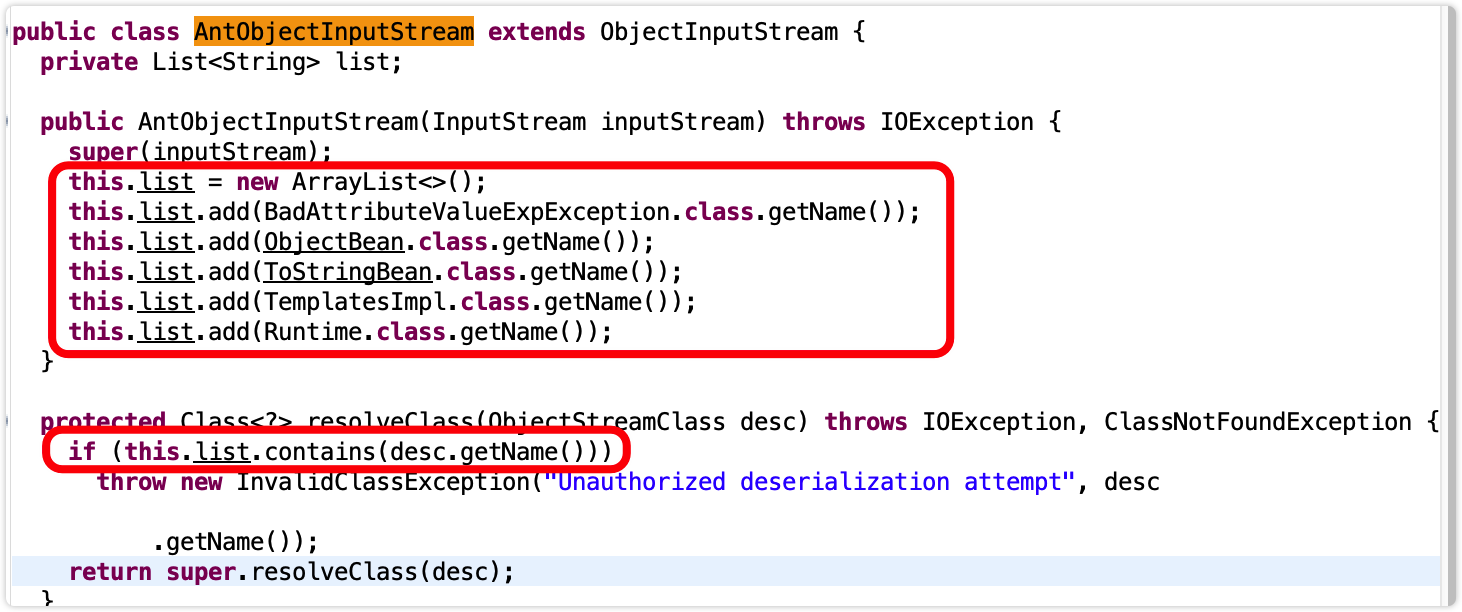 public class AntObjectInputStream extends ObjectInputStream {
private List<String> list;
public AntObjectInputStream(InputStream inputStream) throws IOException {
super(inputStream);
this.list = new ArrayList<>();
this.list.add(BadAttributeValueExpException.class.getName());
this.list.add(ObjectBean.class.getName());
this.list.add(ToStringBean.class.getName());
this.list.add(TemplatesImpl.class.getName());
this.list.add(Runtime.class.getName());
}
protected Class<?> resolveClass(ObjectStreamClass desc) throws IOException, ClassNotFoundException {
if (this.list.contains(desc.getName()))
throw new InvalidClassException("Unauthorized deserialization attempt", desc
.getName());
return super.resolveClass(desc);
}